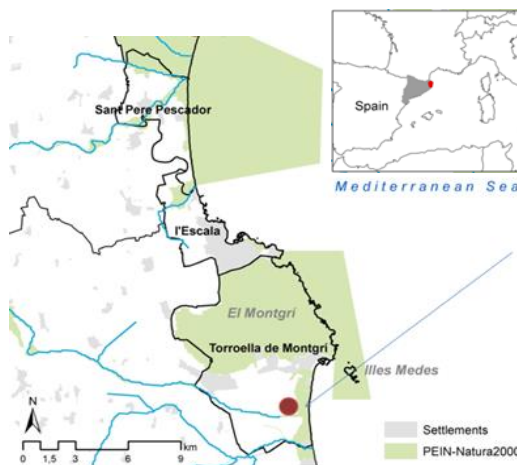 Spain
Mediterranean Sea
Sant Pere Pescador
l'Escala
El Montgrí
Torroella de Montgrí
Illes Medes
N
0 1,5 3 6 9
km
Settlements
PEIN-Natura2000